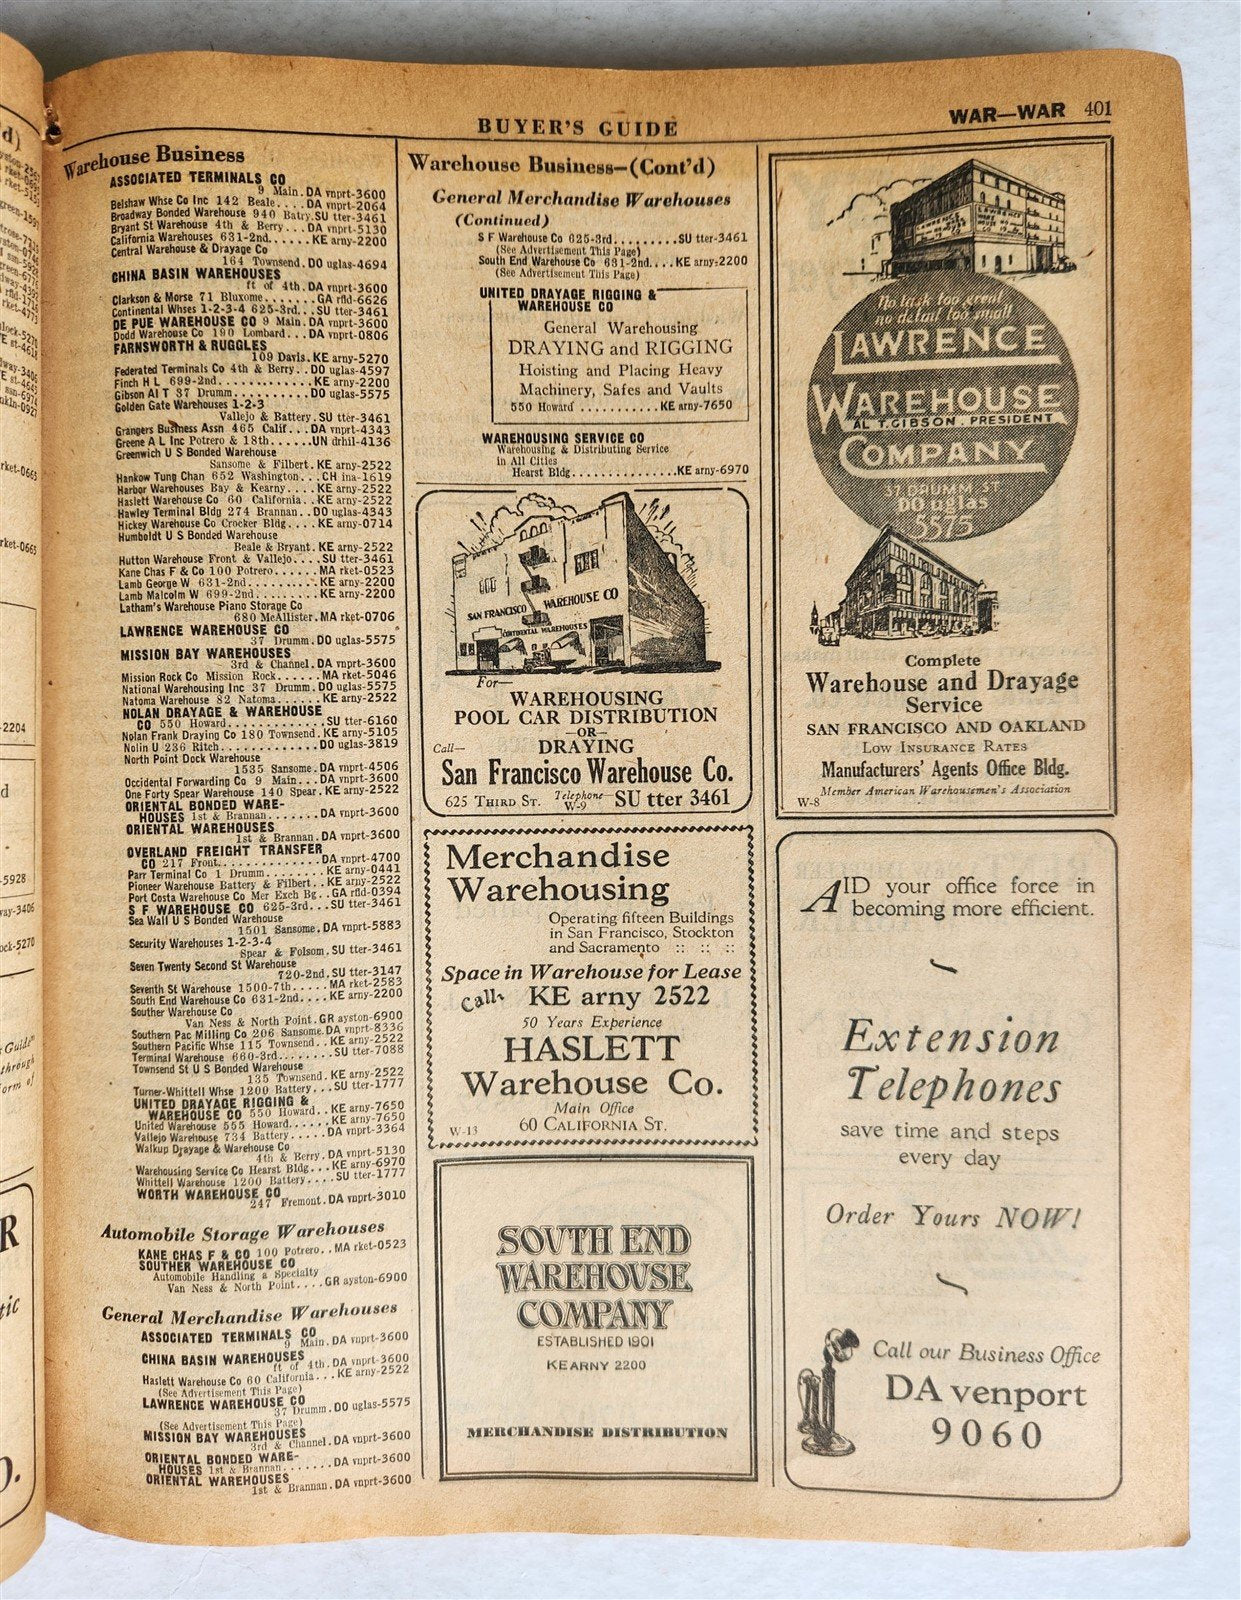 BUYER'S GUIDE
WAR—WAR 401
Warehouse Business
ASSOCIATED TERMINALS CO
9 Main. DA vnprt-3600
Belshaw Whse Co Inc 142 Beale....DA vnprt-2064
Broadway Bonded Warehouse 940 Batry. SU tter-3461
Bryant St Warehouse 4th & Berry...DA vnprt-5130
California Warehouses 631-2nd......KE arny-2200
Central Warehouse & Drayage Co
164 Townsend. DO uglas-4694
CHINA BASIN WAREHOUSES
ft of 4th. DA vnprt-3600
Clarkson & Morse 71 Bluxome.......GA rfld-6626
Continental Whses 1-2-3-4 625-3rd...SU tter-3461
DE PUE WAREHOUSE CO 9 Main. DA vnprt-3600
Dodd Warehouse Co 190 Lombard...DA vnprt-0806
FARNSWORTH & RUGGLES
109 Davis. KE arny-5270
Federated Terminals Co 4th & Berry..DO uglas-4597
Finch H L 699-2nd............KE arny-2200
Gibson Al T 37 Drumm...........DO uglas-5575
Golden Gate Warehouses 1-2-3
Vallejo & Battery. SU tter-3461
Grangers Business Assn 465 Calif...DA vnprt-4343
Greene A L Inc Potrero & 18th......UN drhil-4136
Greenwich U S Bonded Warehouse
Sansome & Filbert. KE arny-2522
Hankow Tung Chan 652 Washington...CH ina-1619
Harbor Warehouses Bay & Kearny....KE arny-2522
Haslett Warehouse Co 60 California..KE arny-2522
Hawley Terminal Bldg 274 Brannan..DO uglas-4343
Hickey Warehouse Co Crocker Bldg....KE arny-0714
Humboldt U S Bonded Warehouse
Beale & Bryant. KE arny-2522
Hutton Warehouse Front & Vallejo....SU tter-3461
Kane Chas F & Co 100 Potrero......MA rket-0523
Lamb George W 631-2nd..........KE arny-2200
Lamb Malcolm W 699-2nd.........KE arny-2200
Latham's Warehouse Piano Storage Co
680 McAllister. MA rket-0706
LAWRENCE WAREHOUSE CO
37 Drumm. DO uglas-5575
MISSION BAY WAREHOUSES
3rd & Channel. DA vnprt-3600
Mission Rock Co Mission Rock......MA rket-5046
National Warehousing Inc 37 Drumm. DO uglas-5575
Natoma Warehouse 82 Natoma......KE arny-2522
NOLAN DRAYAGE & WAREHOUSE
CO 550 Howard..............SU tter-6160
Nolan Frank Draying Co 180 Townsend. KE arny-5105
Nolin U 236 Ritch.............DO uglas-3819
North Point Dock Warehouse
1535 Sansome. DA vnprt-4506
Occidental Forwarding Co 9 Main...DA vnprt-3600
One Forty Spear Warehouse 140 Spear. KE arny-2522
ORIENTAL BONDED WARE-
HOUSES 1st & Brannan.......DA vnprt-3600
ORIENTAL WAREHOUSES
1st & Brannan. DA vnprt-3600
OVERLAND FREIGHT TRANSFER
CO 217 Front.............DA vnprt-4700
Parr Terminal Co 1 Drumm........KE arny-0441
Pioneer Warehouse Battery & Filbert..KE arny-2522
Port Costa Warehouse Co Mer Exch Bg..GA rfld-0394
S F WAREHOUSE CO 625-3rd...SU tter-3461
Sea Wall U S Bonded Warehouse
1501 Sansome. DA vnprt-5883
Security Warehouses 1-2-3-4
Spear & Folsom. SU tter-3461
Seven Twenty Second St Warehouse
720-2nd. SU tter-3147
Seventh St Warehouse 1500-7th.....MA rket-2583
South End Warehouse Co 631-2nd....KE arny-2200
Souther Warehouse Co
Van Ness & North Point. GR ayston-6900
Southern Pac Milling Co 206 Sansome. DA vnprt-8336
Southern Pacific Whse 115 Townsend..KE arny-2522
Terminal Warehouse 660-3rd.......SU tter-7088
Townsend St U S Bonded Warehouse
135 Townsend. KE arny-2522
Turner-Whittell Whse 1200 Battery...SU tter-1777
UNITED DRAYAGE RIGGING &
WAREHOUSE CO 550 Howard..KE arny-7650
United Warehouse 555 Howard......KE arny-7650
Vallejo Warehouse 734 Battery.....DA vnprt-3364
Walkup Drayage & Warehouse Co
4th & Berry. DA vnprt-5130
Warehousing Service Co Hearst Bldg...KE arny-6970
Whittell Warehouse 1200 Battery....SU tter-1777
WORTH WAREHOUSE CO
247 Fremont. DA vnprt-3010
Automobile Storage Warehouses
KANE CHAS F & CO 100 Potrero..MA rket-0523
SOUTHER WAREHOUSE CO
Automobile Handling a Specialty
Van Ness & North Point....GR ayston-6900
General Merchandise Warehouses
ASSOCIATED TERMINALS CO
9 Main. DA vnprt-3600
CHINA BASIN WAREHOUSES
ft of 4th. DA vnprt-3600
Haslett Warehouse Co 60 California...KE arny-2522
(See Advertisement This Page)
LAWRENCE WAREHOUSE CO
37 Drumm. DO uglas-5575
(See Advertisement This Page)
MISSION BAY WAREHOUSES
3rd & Channel. DA vnprt-3600
ORIENTAL BONDED WARE-
HOUSES 1st & Brannan.......DA vnprt-3600
ORIENTAL WAREHOUSES
1st & Brannan. DA vnprt-3600
Warehouse Business—(Cont'd)
General Merchandise Warehouses
(Continued)
S F Warehouse Co 625-3rd.........SU tter-3461
(See Advertisement This Page)
South End Warehouse Co 631-2nd....KE arny-2200
(See Advertisement This Page)
UNITED DRAYAGE RIGGING &
WAREHOUSE CO
General Warehousing
DRAYING and RIGGING
Hoisting and Placing Heavy
Machinery, Safes and Vaults
550 Howard...........KE arny-7650
WAREHOUSING SERVICE CO
Warehousing & Distributing Service
in All Cities
Hearst Bldg..............KE arny-6970
SAN FRANCISCO WAREHOUSE CO
CONTINENTAL WAREHOUSES
For—
WAREHOUSING
POOL CAR DISTRIBUTION
—OR—
DRAYING
Call—
San Francisco Warehouse Co.
625 THIRD ST. Telephone SU tter 3461
W-9
Merchandise
Warehousing
Operating fifteen Buildings
in San Francisco, Stockton
and Sacramento :: :: ::
Space in Warehouse for Lease
Call- KE arny 2522
50 Years Experience
HASLETT
Warehouse Co.
Main Office
W-13 60 CALIFORNIA ST.
SOUTH END
WAREHOUSE
COMPANY
ESTABLISHED 1901
KEARNY 2200
MERCHANDISE DISTRIBUTION
No task too great
no detail too small
LAWRENCE
WAREHOUSE
AL T. GIBSON. PRESIDENT
COMPANY
37 DRUMM ST
DO uglas
5575
Complete
Warehouse and Drayage
Service
SAN FRANCISCO AND OAKLAND
LOW INSURANCE RATES
Manufacturers' Agents Office Bldg.
Member American Warehousemen's Association
W-8
AID your office force in
becoming more efficient.
Extension
Telephones
save time and steps
every day
Order Yours NOW!
Call our Business Office
DA venport
9060